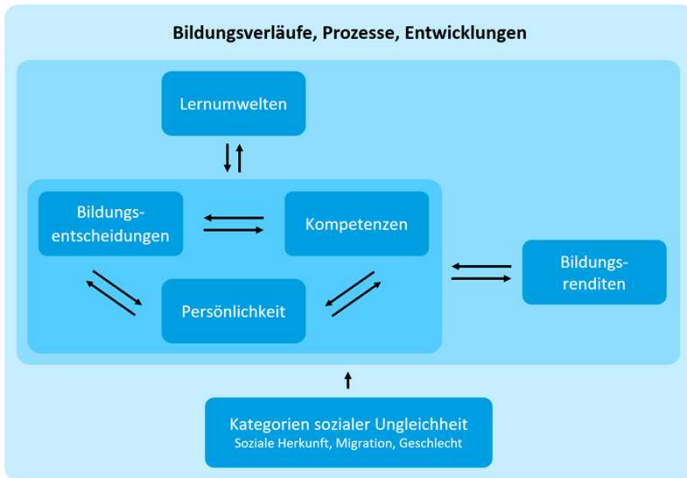 Bildungsverläufe, Prozesse, Entwicklungen
Lernumwelten
Bildungs-
entscheidungen
Kompetenzen
Persönlichkeit
Bildungs-
renditen
Kategorien sozialer Ungleichheit
Soziale Herkunft, Migration, Geschlecht